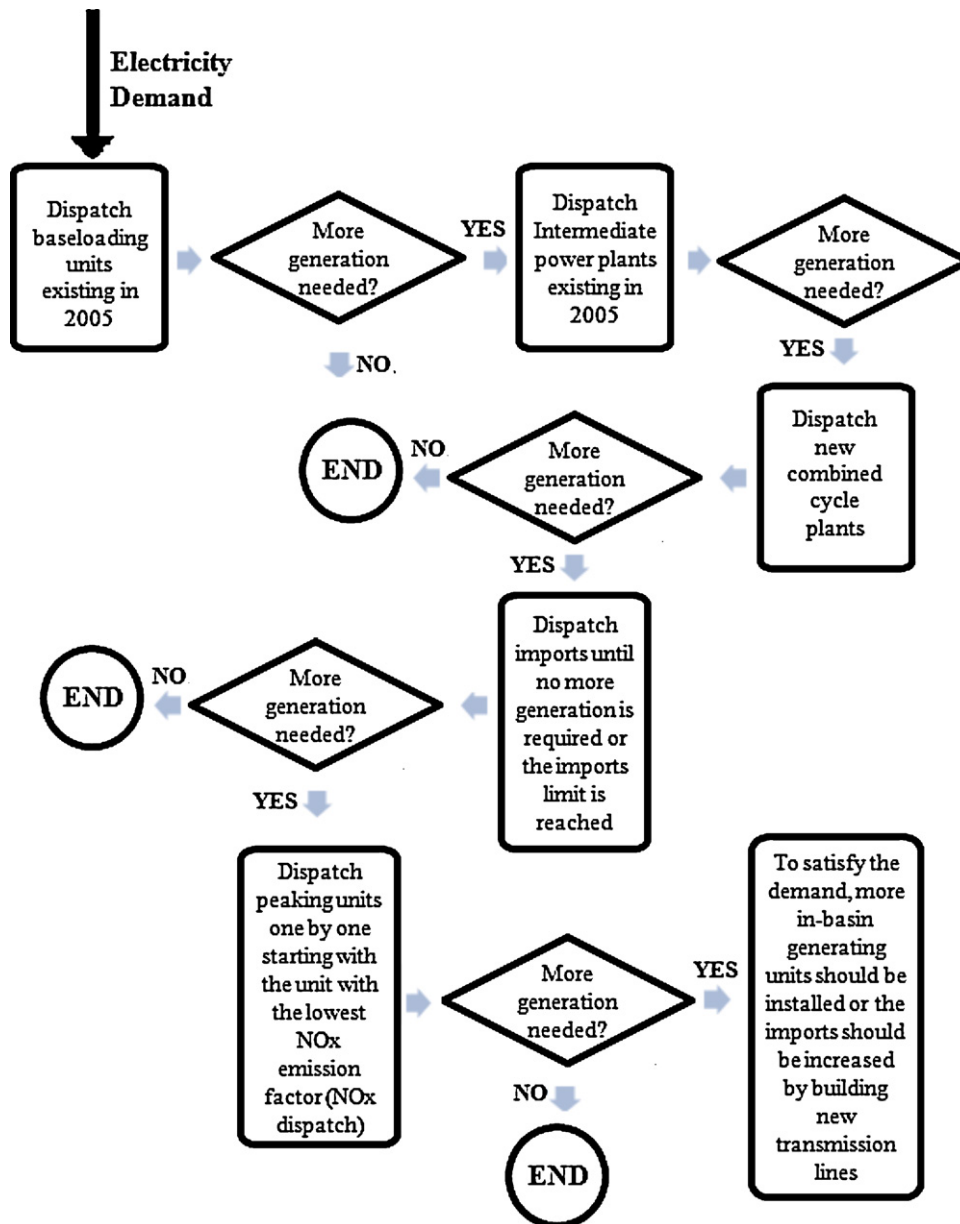 Electricity
Demand
Dispatch
baseloading
units
existing in
2005
More
generation
needed?
YES
Dispatch
Intermediate
power plants
existing in
2005
More
generation
needed?
NO.
YES
Dispatch
new
combined
cycle
plants
More
generation
needed?
NO
END
YES
Dispatch
imports until
no more
generation is
required or
the imports
limit is
reached
More
generation
needed?
NO
END
YES
Dispatch
peaking units
one by one
starting with
the unit with
the lowest
NOx
emission
factor (NOx
dispatch)
More
generation
needed?
YES
To satisfy the
demand, more
in-basin
generating
units should be
installed or the
imports should
be increased
by building
new
transmission
lines
NO
END